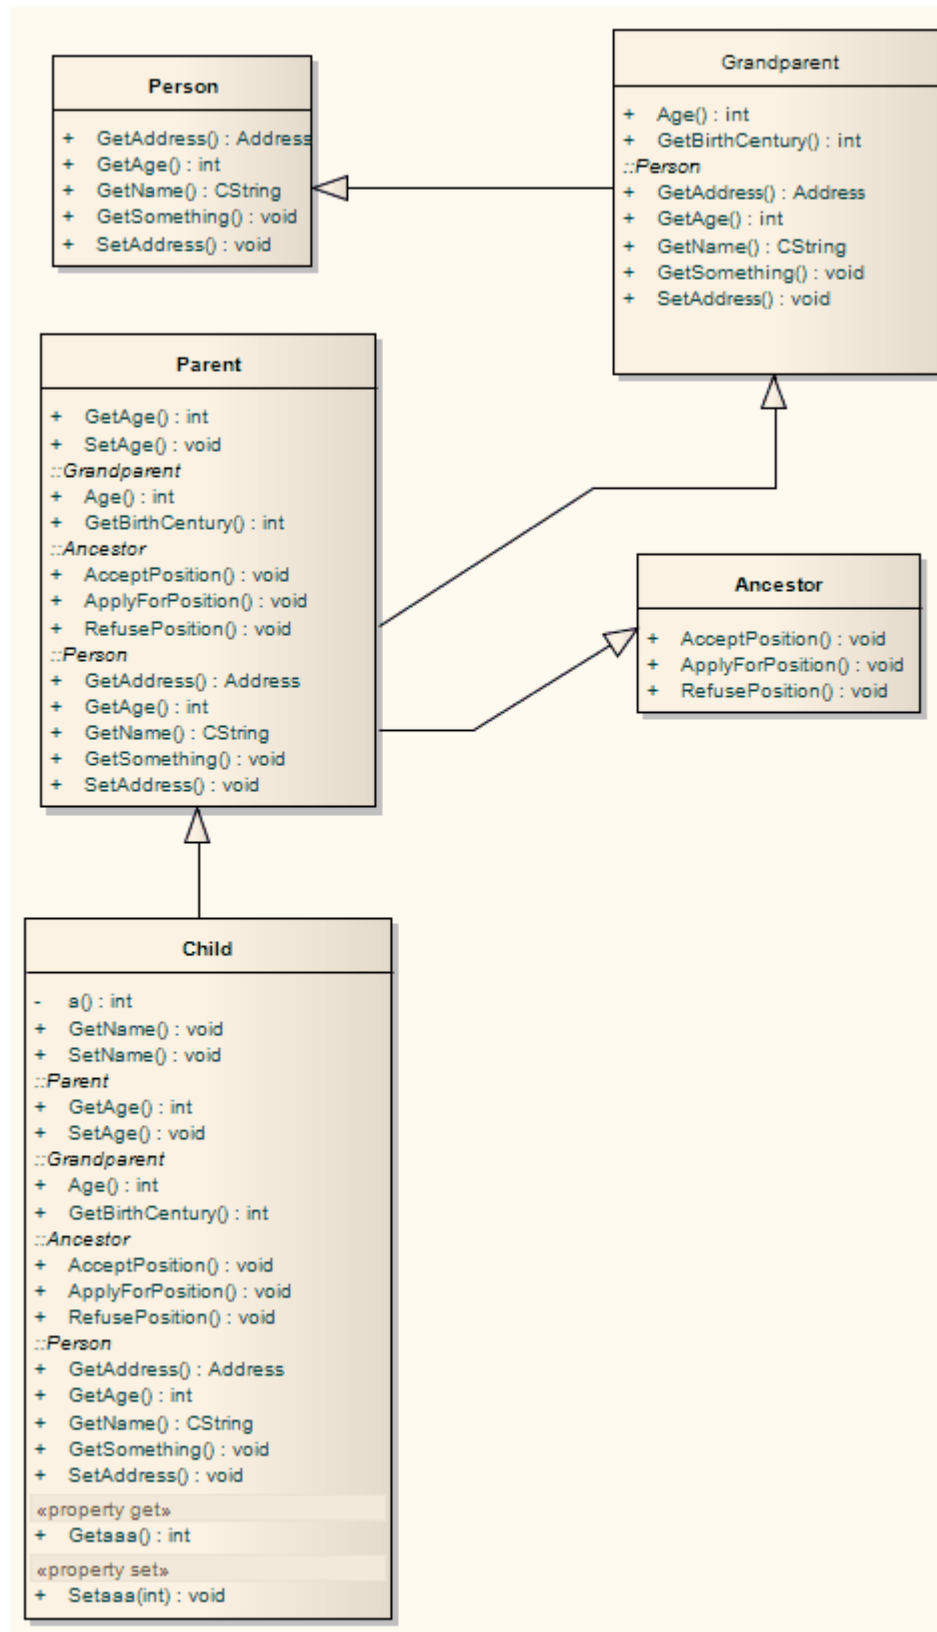 Person
+ GetAddress() : Address
+ GetAge() : int
+ GetName() : CString
+ GetSomething() : void
+ SetAddress() : void
Grandparent
+ Age() : int
+ GetBirthCentury() : int
::Person
+ GetAddress() : Address
+ GetAge() : int
+ GetName() : CString
+ GetSomething() : void
+ SetAddress() : void
Parent
+ GetAge() : int
+ SetAge() : void
::Grandparent
+ Age() : int
+ GetBirthCentury() : int
::Ancestor
+ AcceptPosition() : void
+ ApplyForPosition() : void
+ RefusePosition() : void
::Person
+ GetAddress() : Address
+ GetAge() : int
+ GetName() : CString
+ GetSomething() : void
+ SetAddress() : void
Ancestor
+ AcceptPosition() : void
+ ApplyForPosition() : void
+ RefusePosition() : void
Child
- a() : int
+ GetName() : void
+ SetName() : void
::Parent
+ GetAge() : int
+ SetAge() : void
::Grandparent
+ Age() : int
+ GetBirthCentury() : int
::Ancestor
+ AcceptPosition() : void
+ ApplyForPosition() : void
+ RefusePosition() : void
::Person
+ GetAddress() : Address
+ GetAge() : int
+ GetName() : CString
+ GetSomething() : void
+ SetAddress() : void
«property get»
+ Getaaa() : int
«property set»
+ Setaaa(int) : void